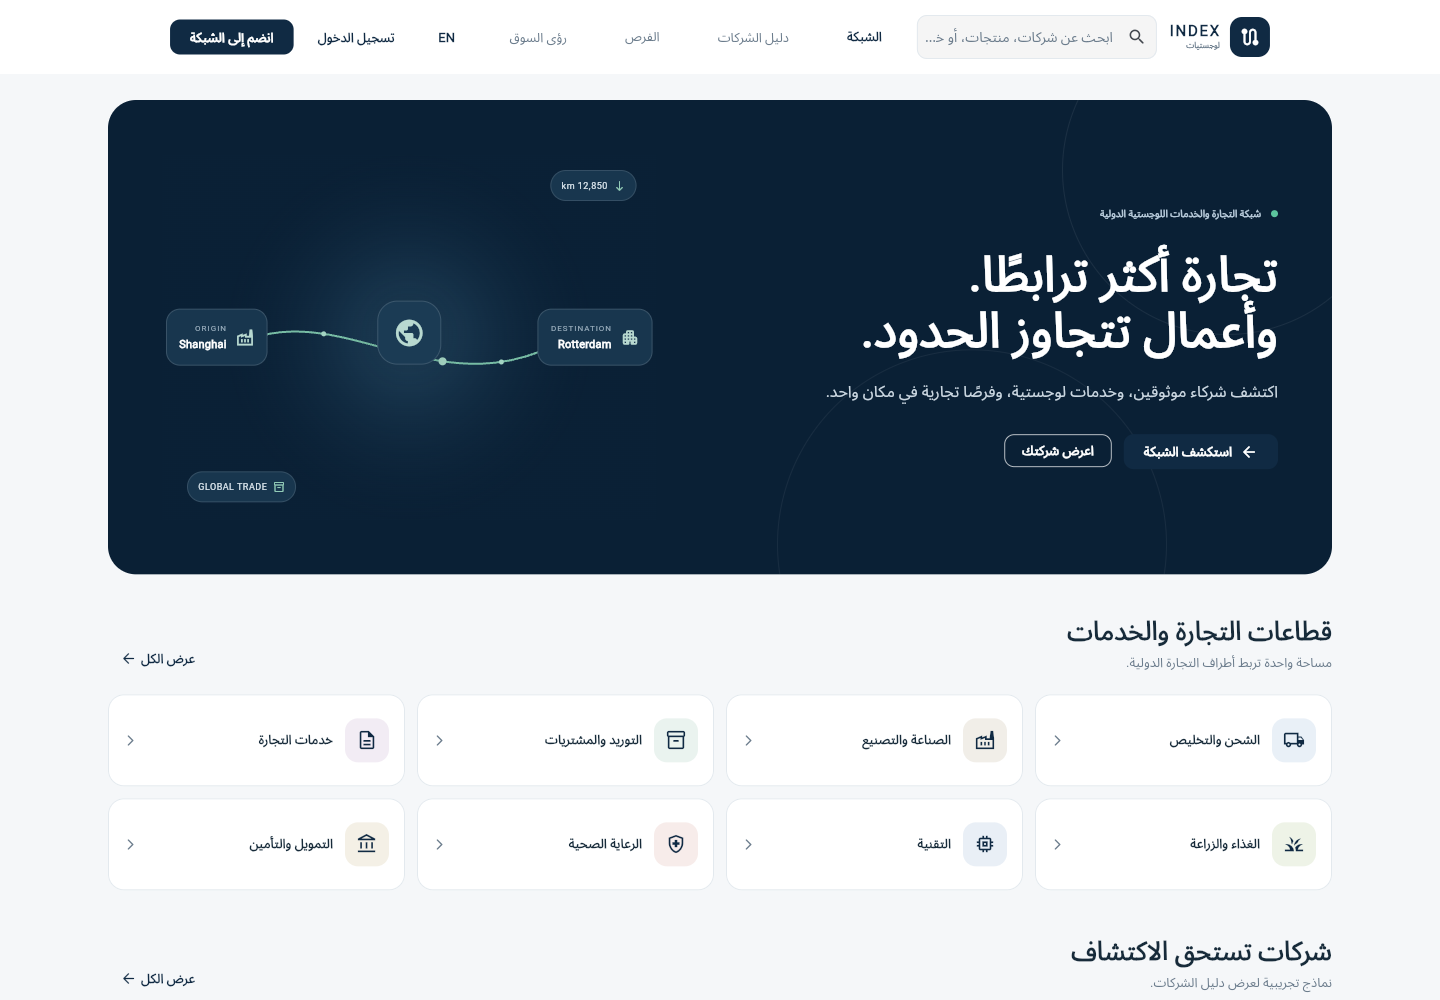 INDEX
لوجستيات
ابحث عن شركات، منتجات، أو خـ...
الشبكة
دليل الشركات
الفرص
رؤى السوق
EN
تسجيل الدخول
انضم إلى الشبكة
شبكة التجارة والخدمات اللوجستية الدولية
تجارة أكثر ترابطًا.
وأعمال تتجاوز الحدود.
اكتشف شركاء موثوقين، وخدمات لوجستية، وفرصًا تجارية في مكان واحد.
استكشف الشبكة
اعرض شركتك
km 12,850
DESTINATION
Rotterdam
ORIGIN
Shanghai
GLOBAL TRADE
قطاعات التجارة والخدمات
مساحة واحدة تربط أطراف التجارة الدولية.
عرض الكل
الشحن والتخليص
الصناعة والتصنيع
التوريد والمشتريات
خدمات التجارة
الغذاء والزراعة
التقنية
الرعاية الصحية
التمويل والتأمين
شركات تستحق الاكتشاف
نماذج تجريبية لعرض دليل الشركات.
عرض الكل